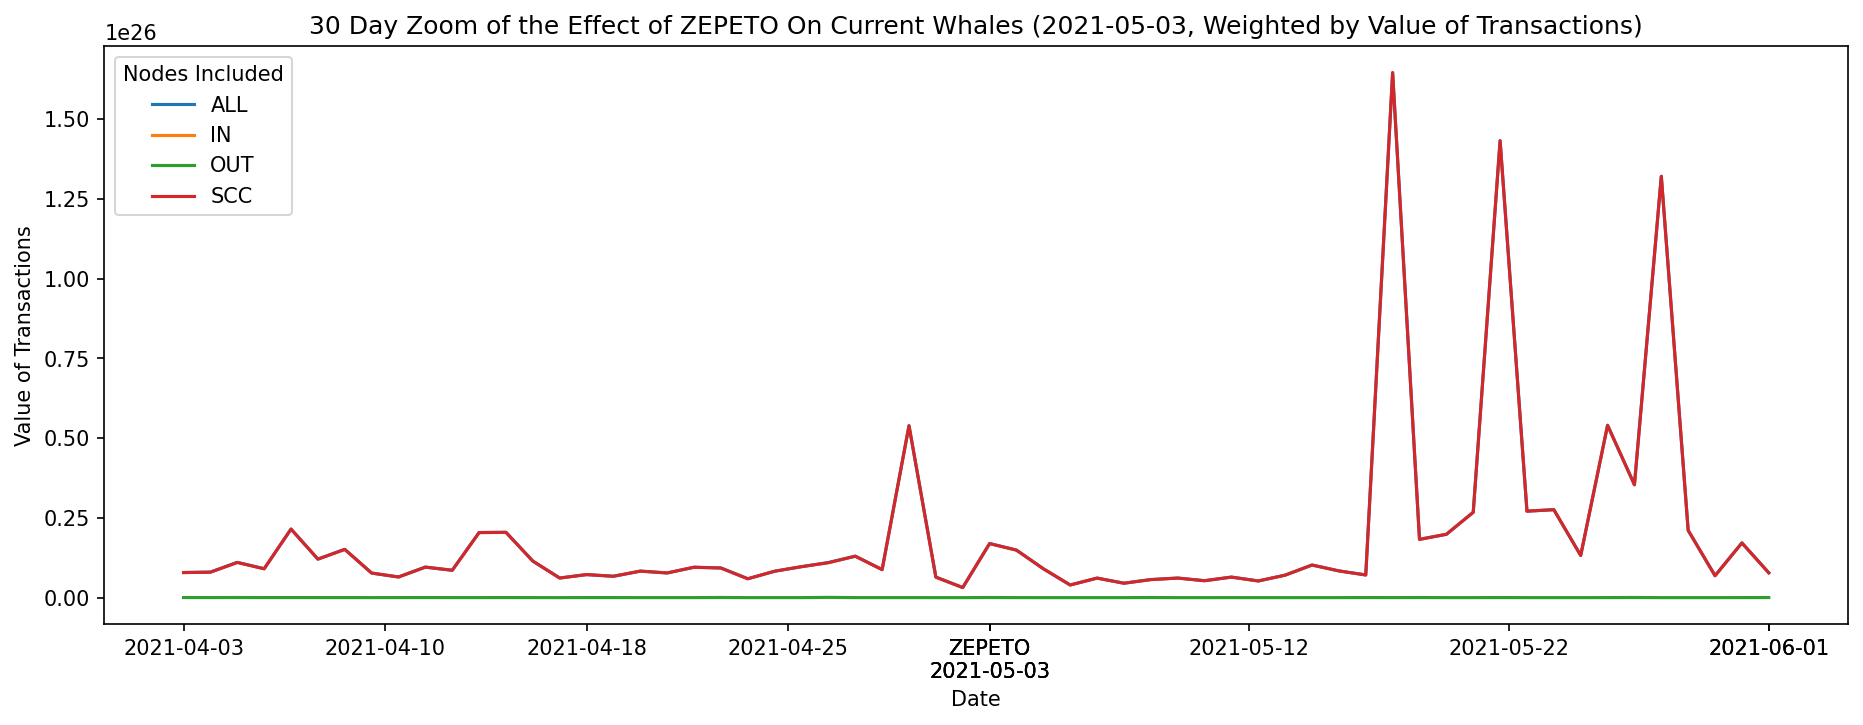 30 Day Zoom of the Effect of ZEPETO On Current Whales (2021-05-03, Weighted by Value of Transactions)
1e26
Nodes Included
ALL
IN
OUT
SCC
Value of Transactions
1.50
1.25
1.00
0.75
0.50
0.25
0.00
2021-04-03
2021-04-10
2021-04-18
2021-04-25
ZEPETO
2021-05-03
2021-05-12
2021-05-22
2021-06-01
Date